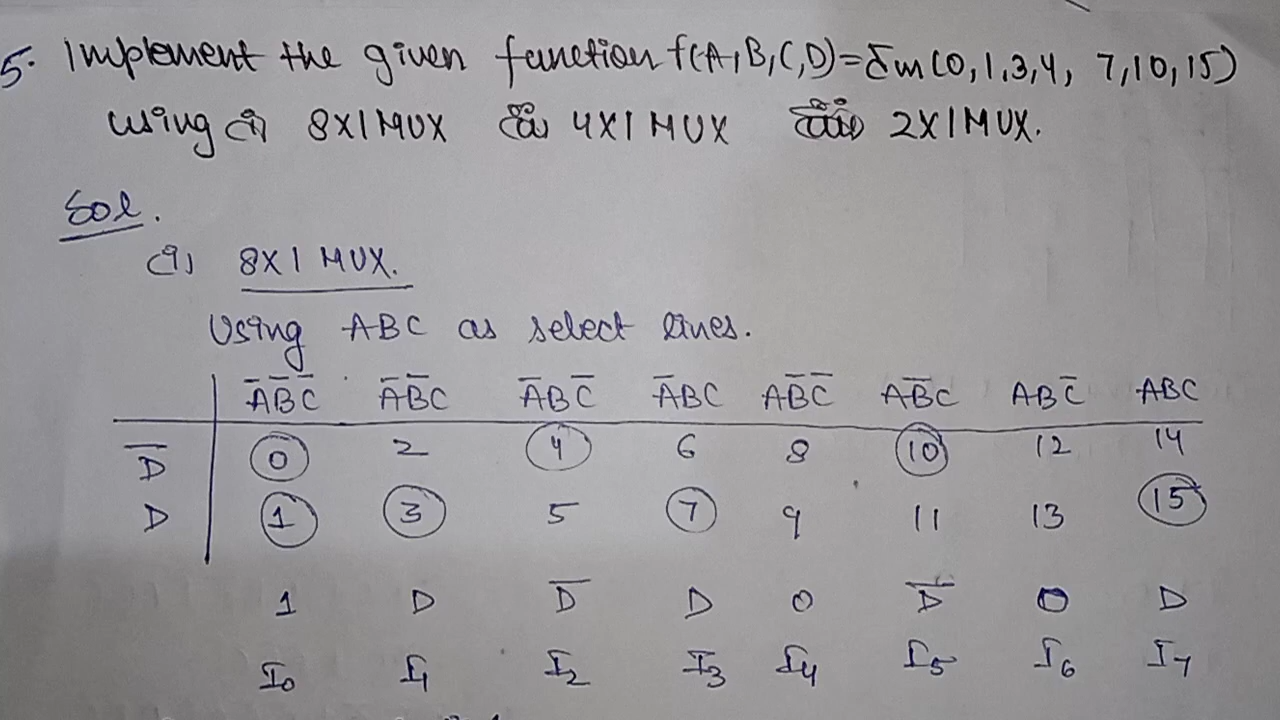 5. Implement the given function f(A,B,C,D)=Σm(0,1,3,4, 7,10,15)
using (i) 8X1 MUX (ii) 4X1 MUX (iii) 2X1MUX.
Sol.
(i) 8X1 MUX.
Using ABC as select lines.
A̅B̅C̅ A̅B̅C A̅BC̅ A̅BC AB̅C̅ AB̅C ABC̅ ABC
D̅ 0 2 4 6 8 10 12 14
D 1 3 5 7 9 11 13 15
1 D D̅ D 0 D̅ 0 D
I₀ I₁ I₂ I₃ I₄ I₅ I₆ I₇